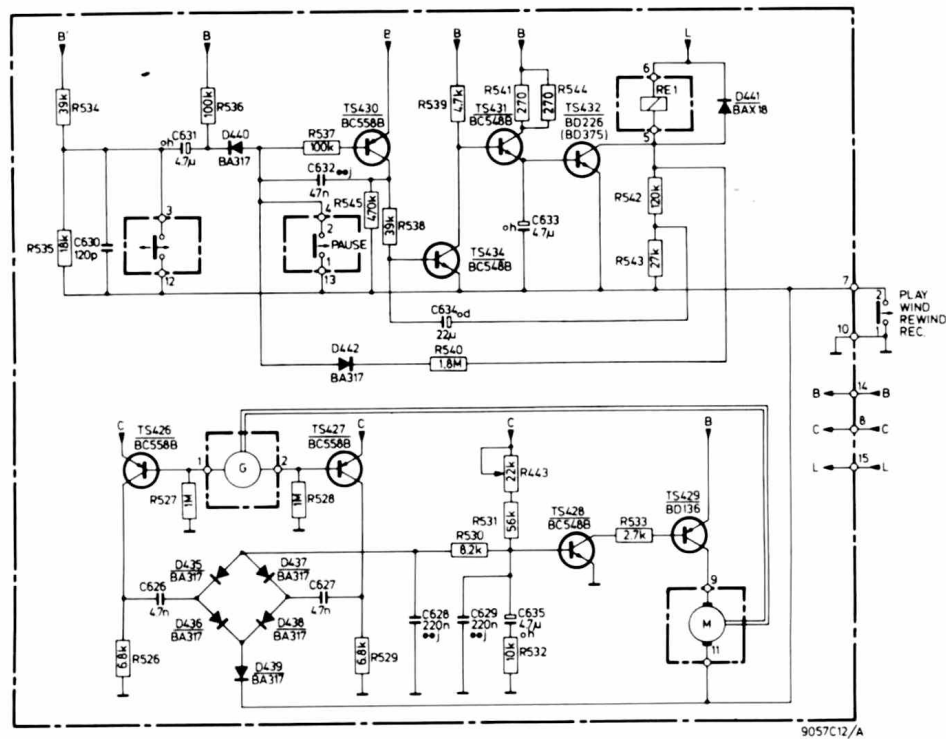 B' B B B B L
R534 39k
R536 100k
D440 BA317
oh C631 4.7µ
R537 100k
TS430 BC558B
C632 ●●j 47n
R545 470k
R538 39k
R539 4.7k
TS431 BC548B
R541 270
R544 270
TS432 BD226 (BD375)
6 RE1 5
D441 BAX18
R542 120k
R543 27k
R535 18k
C630 120p
3
12
4
2 PAUSE
1
13
TS434 BC548B
oh C633 4.7µ
C634 od 22µ
D442 BA317
R540 1.8M
7
2 PLAY
WIND
REWIND
1 REC.
10
B 14 B
C 8 C
L 15 L
C C C B
TS426 BC558B
1 G 2
TS427 BC558B
R527 1M
R528 1M
R443 22k
R531 56k
R530 8.2k
TS428 BC548B
R533 2.7k
TS429 BD136
D435 BA317
D437 BA317
C626 4.7n
C627 4.7n
D436 BA317
D438 BA317
D439 BA317
R526 6.8k
R529 6.8k
C628 220n ●●j
C629 220n ●●j
C635 4.7µ oh
R532 10k
9
M
11
9057C12/A